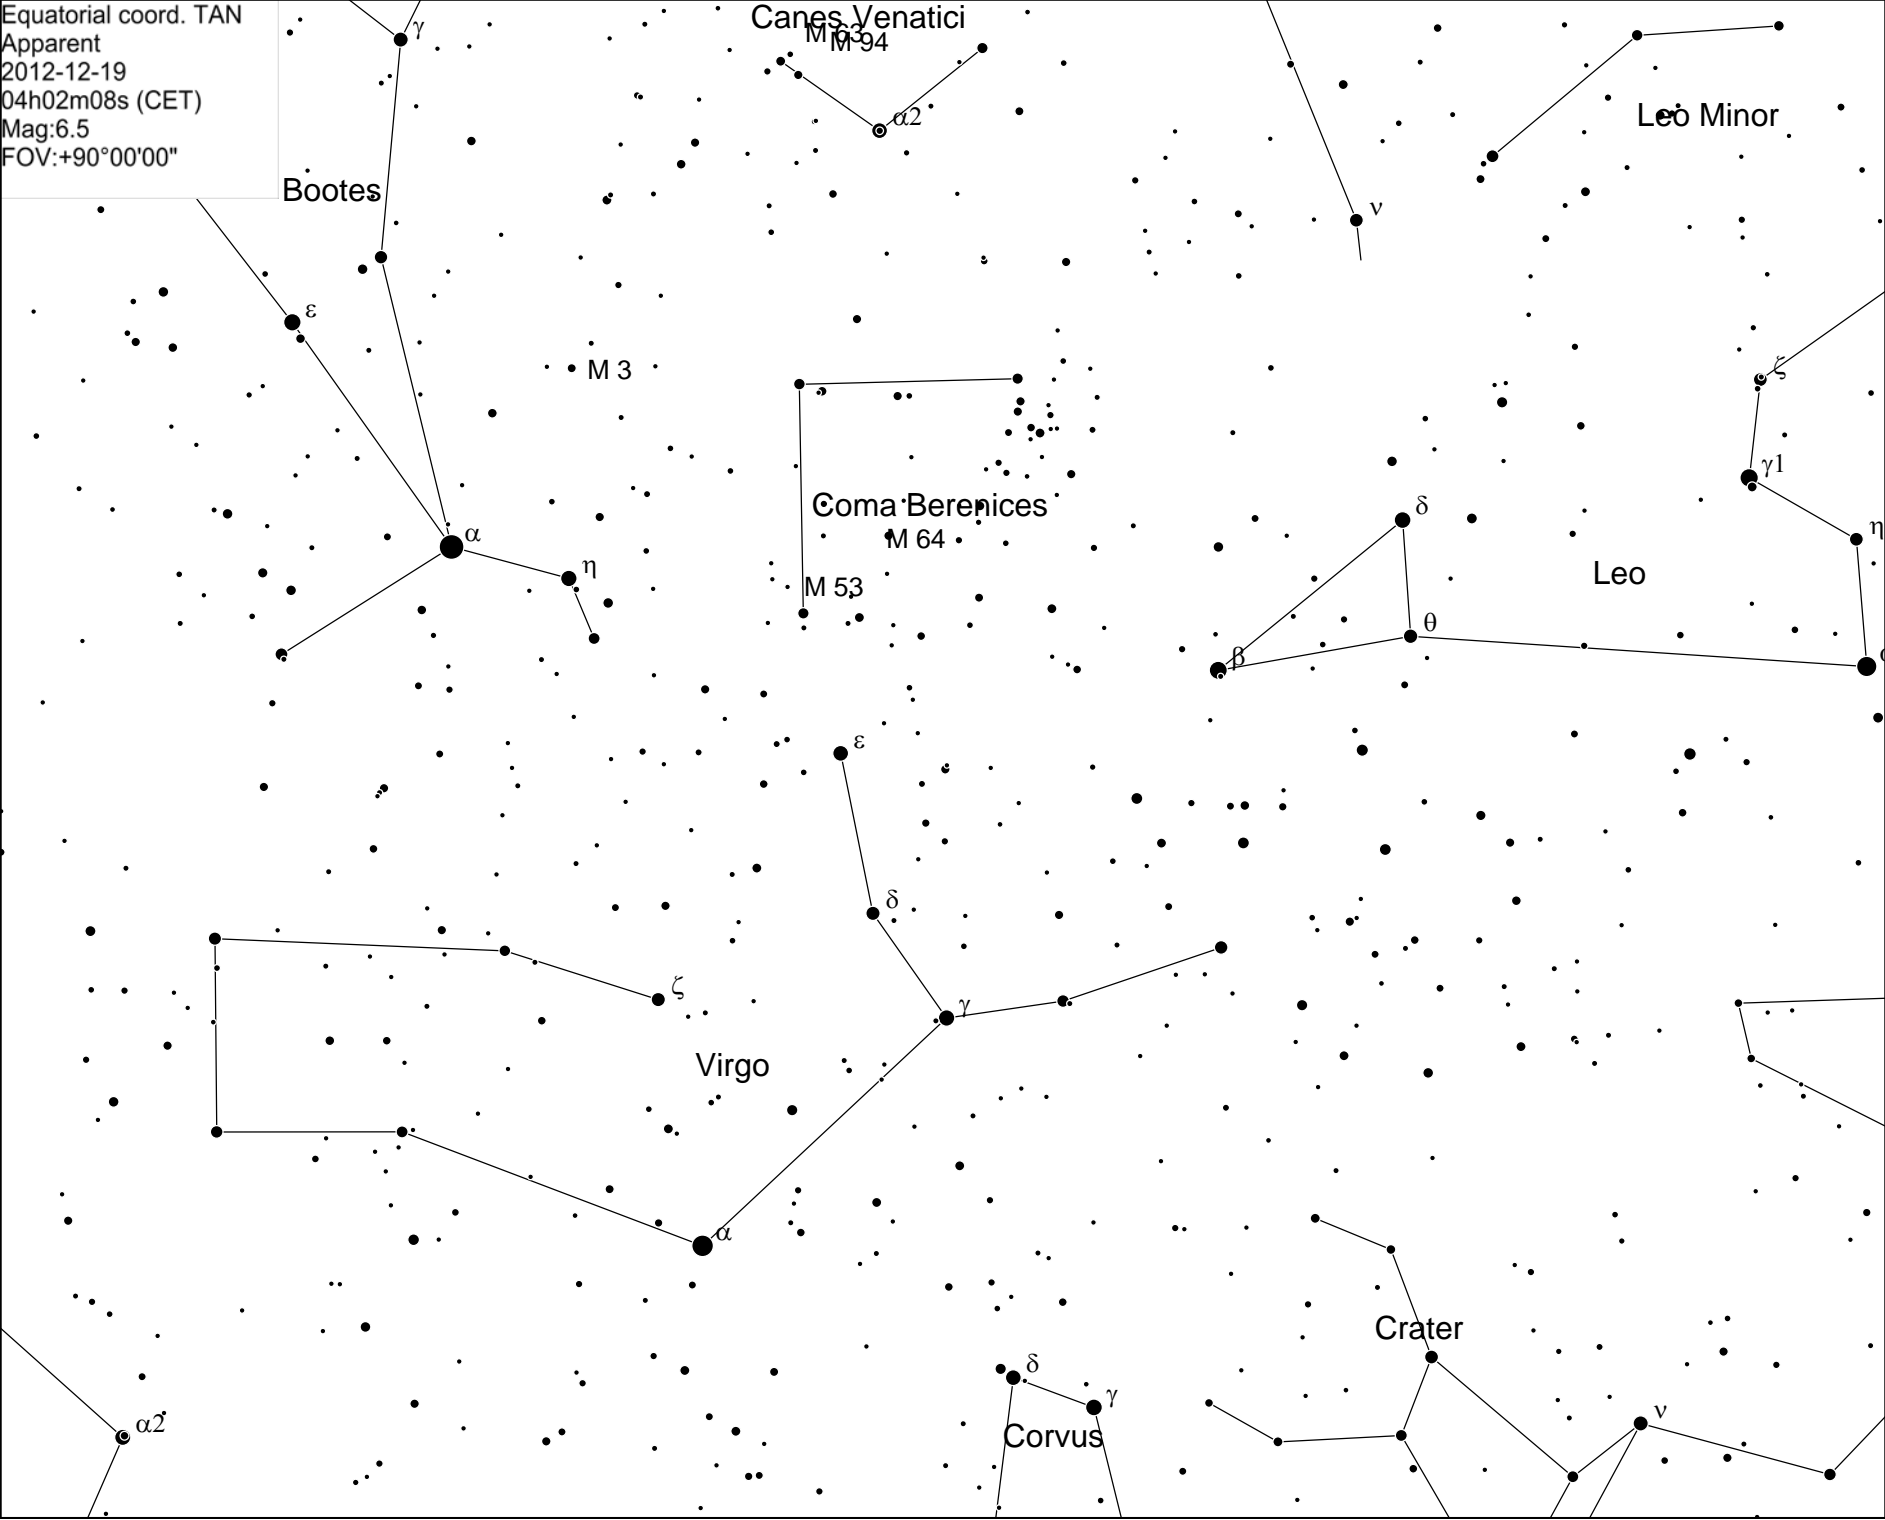 Equatorial coord. TAN
Apparent
2012-12-19
04h02m08s (CET)
Mag:6.5
FOV:+90°00'00"
γ
Canes Venatici
M 63
M 94
α2
Leo Minor
Bootes
ν
ε
M 3
ζ
γ1
Coma Berenices
δ
α
M 64
η
η
Leo
M 53
θ
β
ε
δ
ζ
γ
Virgo
α
Crater
δ
γ
ν
α2
Corvus